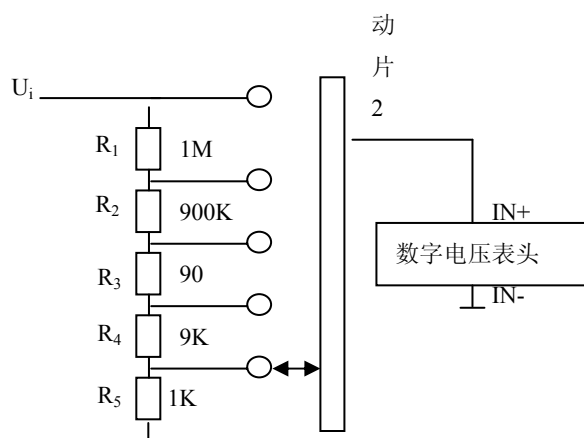 动
片
2
Uᵢ
R₁ 1M
R₂ 900K
R₃ 90
R₄ 9K
R₅ 1K
IN+
数字电压表头
IN-